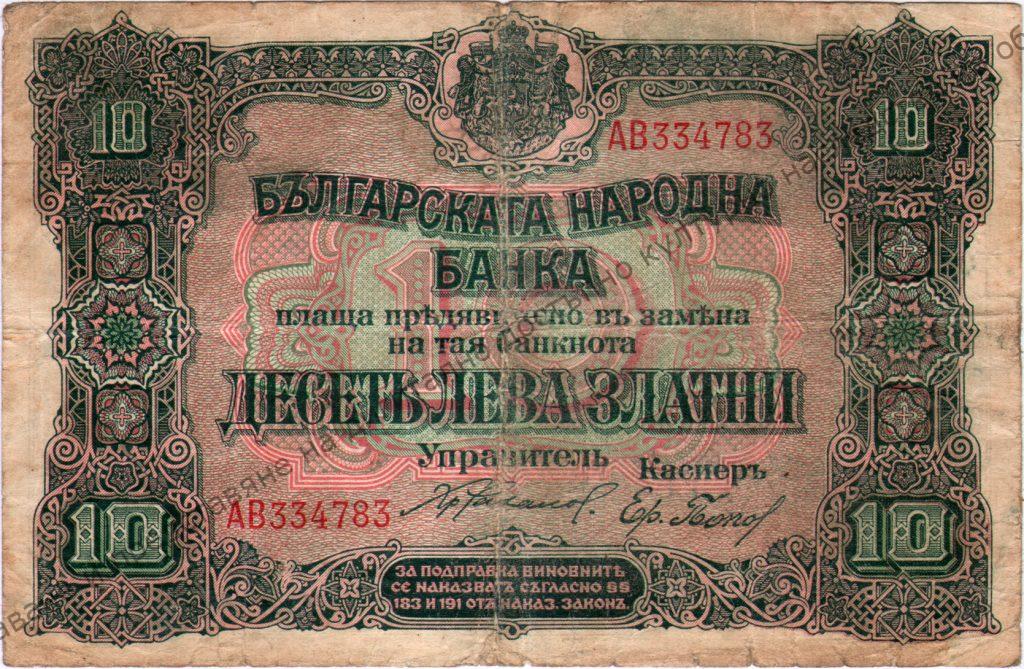 10 10
АВ334783
БЪЛГАРСКАТА НАРОДНА
БАНКА
плаща прѣдявено въ замѣна
на тая банкнота
ДЕСЕТЬ ЛЕВА ЗЛАТНИ
Управитель Касиеръ
АВ334783
10 10
ЗА ПОДПРАВКА ВИНОВНИТѢ
СЕ НАКАЗВАТЪ СЪГЛАСНО §§
183 И 191 ОТЪ НАКАЗ. ЗАКОНЪ.